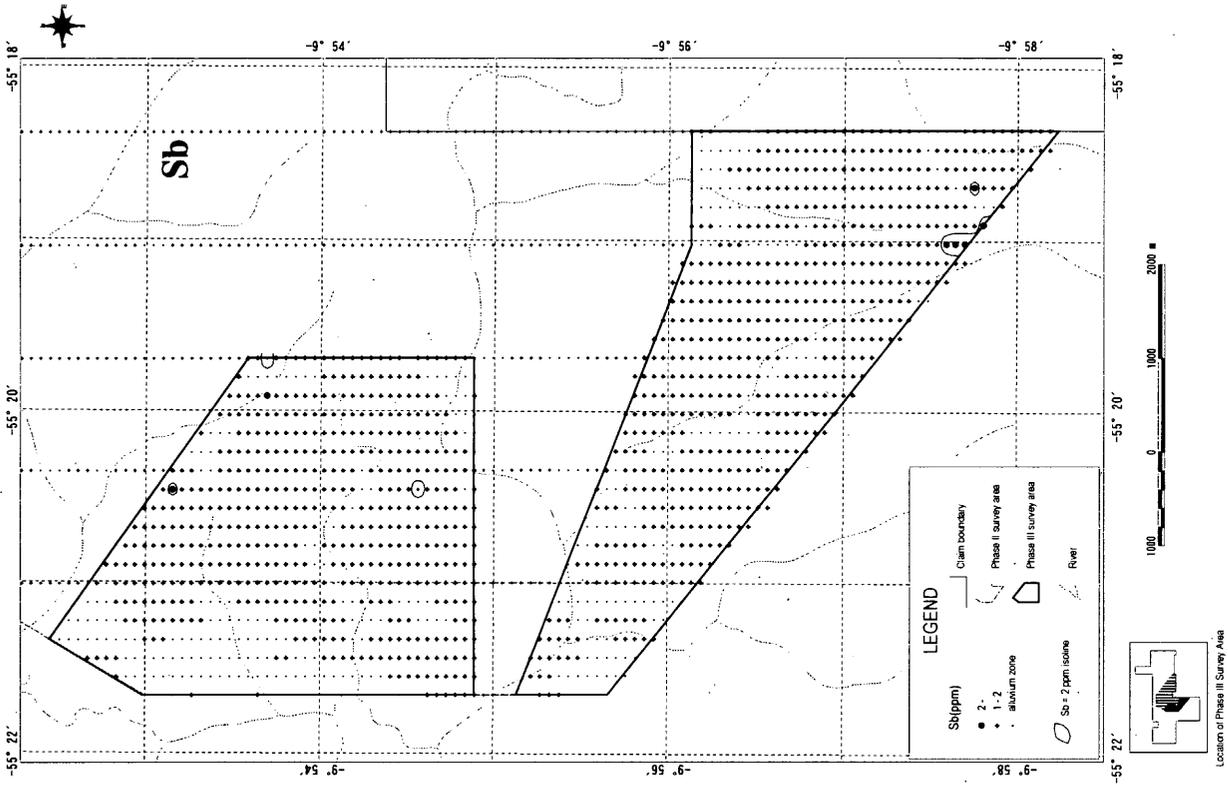 Sb
-9° 54′
-9° 56′
-9° 58′
-55° 18′
-55° 18′
-55° 20′
-55° 20′
-55° 22′
-55° 22′
-9° 54′
-9° 56′
-9° 58′
LEGEND
Sb(ppm)
2 -
1 - 2
alluvium zone
Sb = 2 ppm isoline
Claim boundary
Phase II survey area
Phase III survey area
River
1000 0 1000 2000 m
Location of Phase III Survey Area